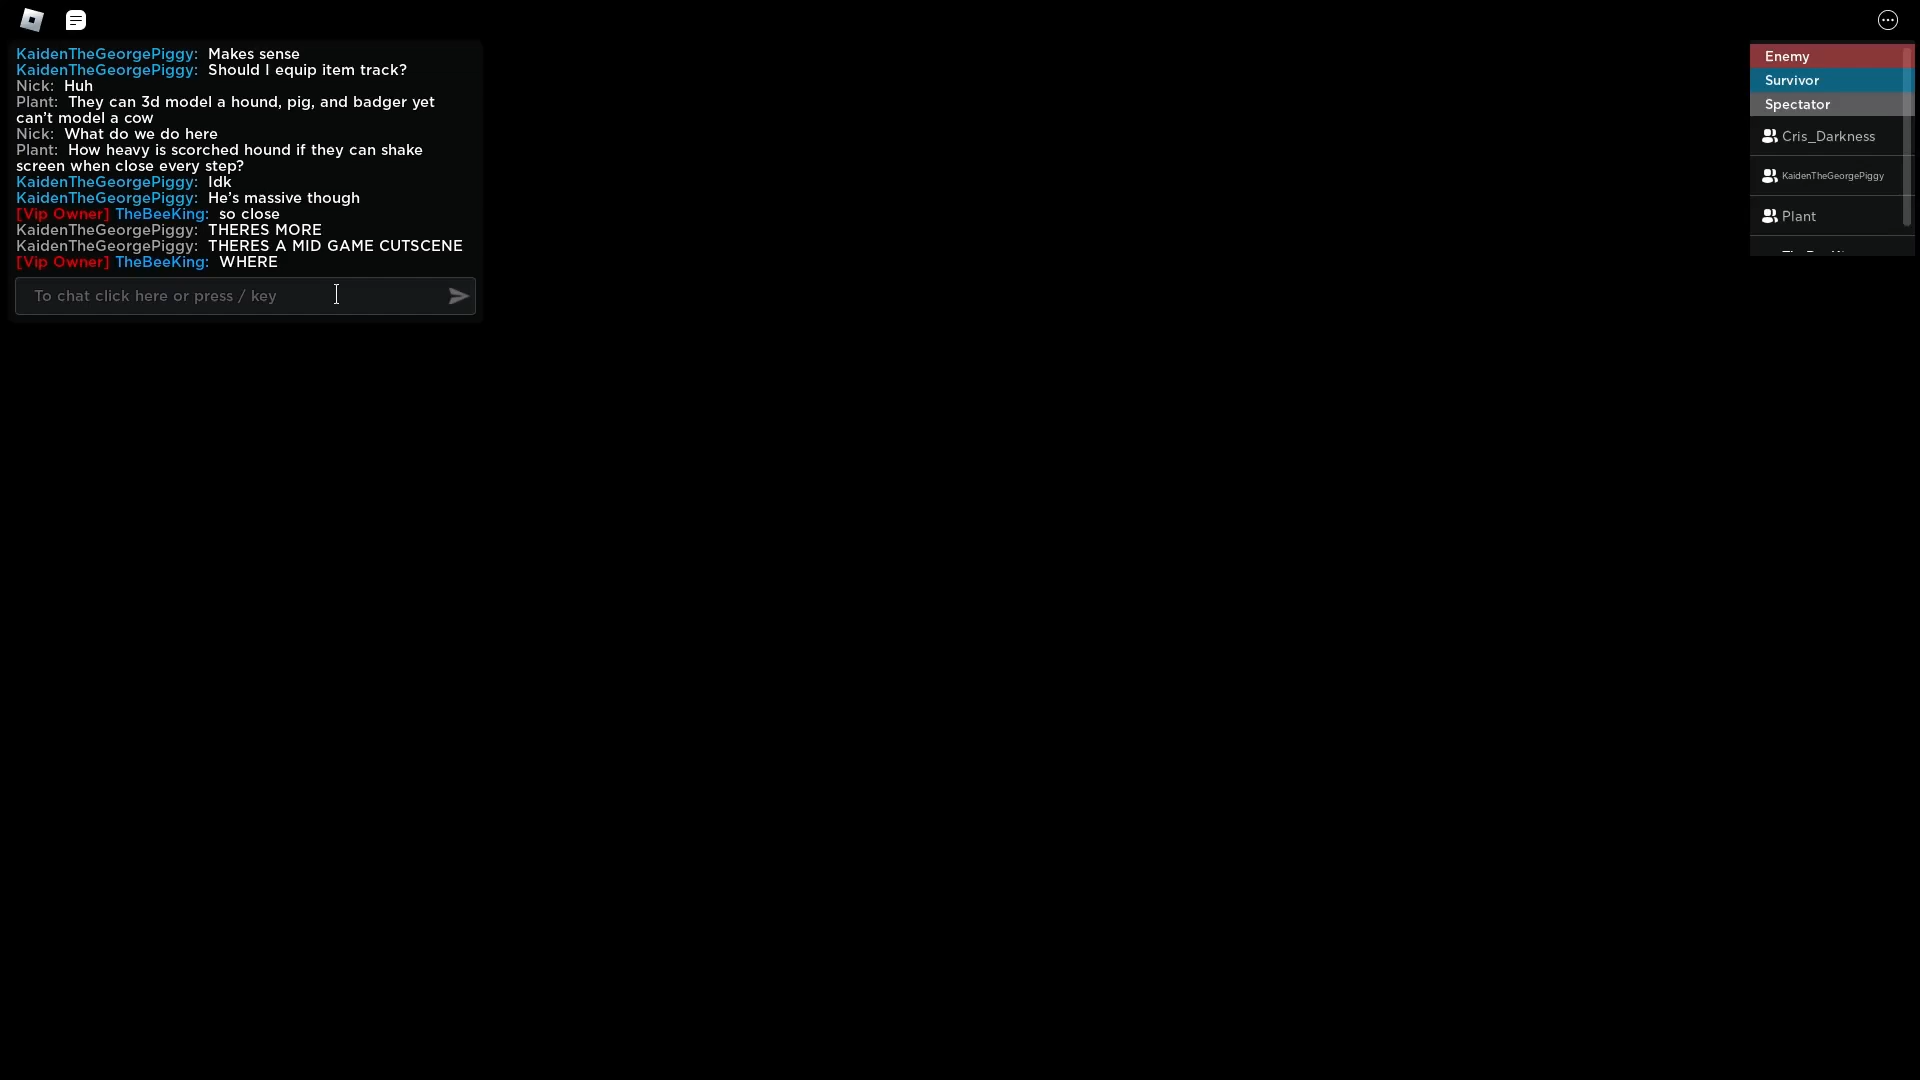 KaidenTheGeorgePiggy: Makes sense
KaidenTheGeorgePiggy: Should I equip item track?
Nick: Huh
Plant: They can 3d model a hound, pig, and badger yet
can't model a cow
Nick: What do we do here
Plant: How heavy is scorched hound if they can shake
screen when close every step?
KaidenTheGeorgePiggy: Idk
KaidenTheGeorgePiggy: He's massive though
[Vip Owner] TheBeeKing: so close
KaidenTheGeorgePiggy: THERES MORE
KaidenTheGeorgePiggy: THERES A MID GAME CUTSCENE
[Vip Owner] TheBeeKing: WHERE
To chat click here or press / key
Enemy
Survivor
Spectator
Cris_Darkness
KaidenTheGeorgePiggy
Plant